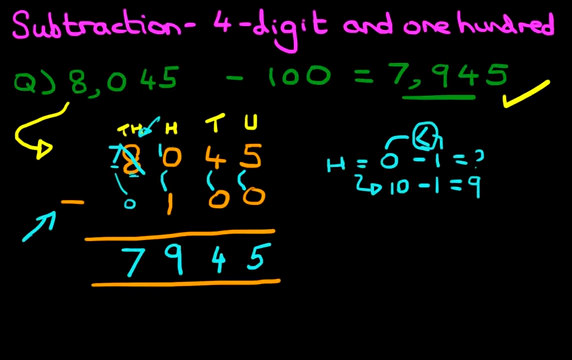 Subtraction - 4-digit and one hundred
Q) 8,045 - 100 = 7,945
TH H T U
7 8 1 0 4 5
- 0 1 0 0
7 9 4 5
<
H = 0 - 1 = ?
10 - 1 = 9